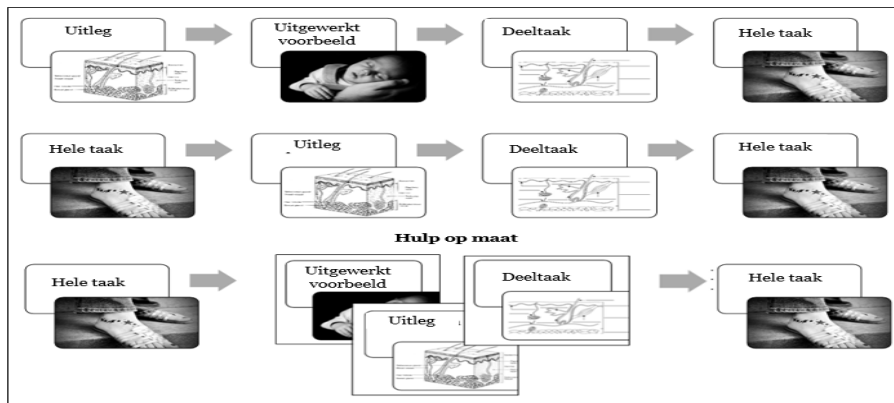 Uitleg
Uitgewerkt
voorbeeld
Deeltaak
Hele taak
Hele taak
Uitleg
Deeltaak
Hele taak
Hulp op maat
Hele taak
Uitgewerkt
voorbeeld
Uitleg
Deeltaak
Hele taak